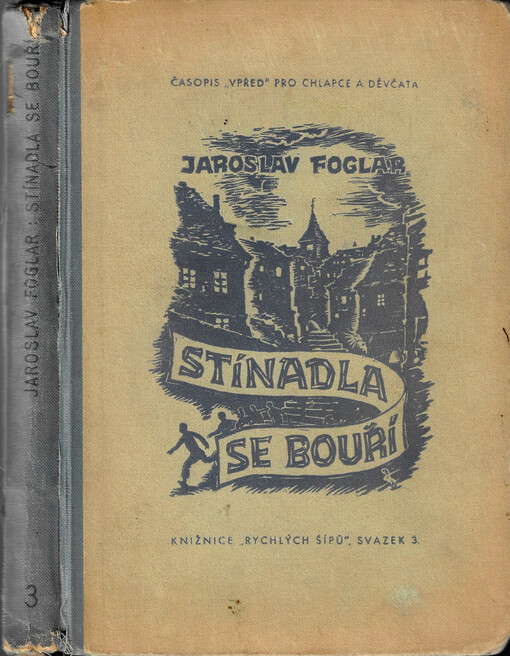 JAROSLAV FOGLAR : STÍNADLA SE BOUŘÍ
3
ČASOPIS „VPŘED" PRO CHLAPCE A DĚVČATA
JAROSLAV FOGLAR
STÍNADLA
SE BOUŘÍ
KNIŽNICE „RYCHLÝCH ŠÍPŮ", SVAZEK 3.